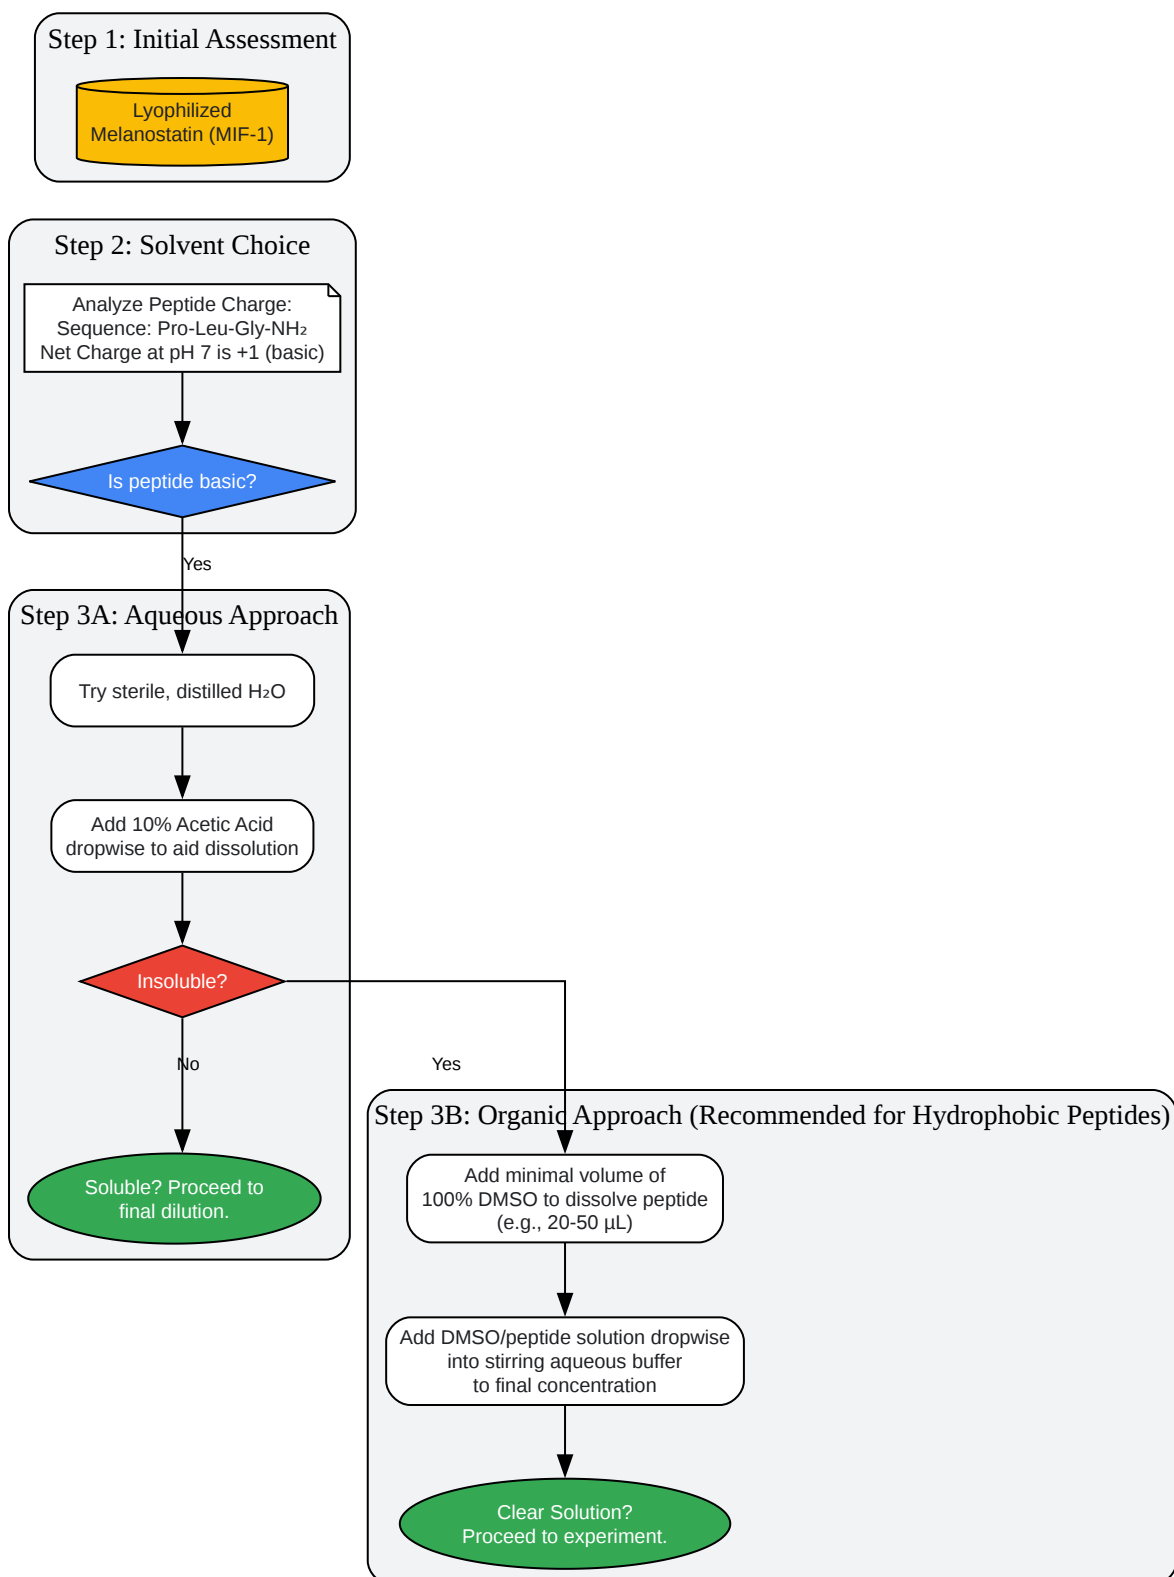 Step 1: Initial Assessment
Lyophilized
Melanostatin (MIF-1)
Step 2: Solvent Choice
Analyze Peptide Charge:
Sequence: Pro-Leu-Gly-NH₂
Net Charge at pH 7 is +1 (basic)
Is peptide basic?
Yes
Step 3A: Aqueous Approach
Try sterile, distilled H₂O
Add 10% Acetic Acid
dropwise to aid dissolution
Insoluble?
No
Yes
Soluble? Proceed to
final dilution.
Step 3B: Organic Approach (Recommended for Hydrophobic Peptides)
Add minimal volume of
100% DMSO to dissolve peptide
(e.g., 20-50 µL)
Add DMSO/peptide solution dropwise
into stirring aqueous buffer
to final concentration
Clear Solution?
Proceed to experiment.